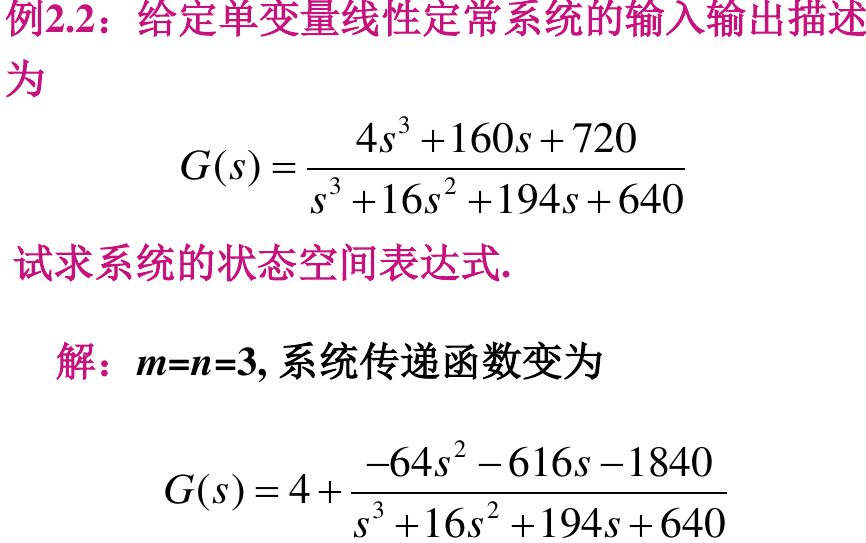 例2.2：给定单变量线性定常系统的输入输出描述
为
G(s) = \frac{4s^3+160s+720}{s^3+16s^2+194s+640}
试求系统的状态空间表达式.
解：m=n=3, 系统传递函数变为
G(s) = 4 + \frac{-64s^2-616s-1840}{s^3+16s^2+194s+640}